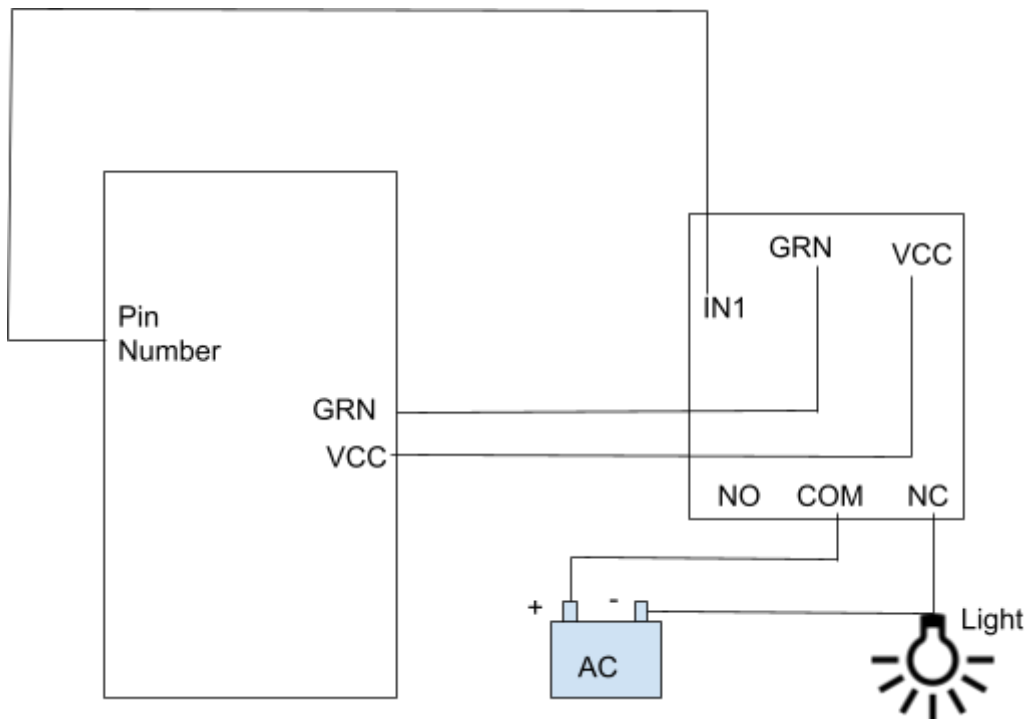 Pin
Number
GRN
VCC
GRN
VCC
IN1
NO COM NC
+ -
AC
Light